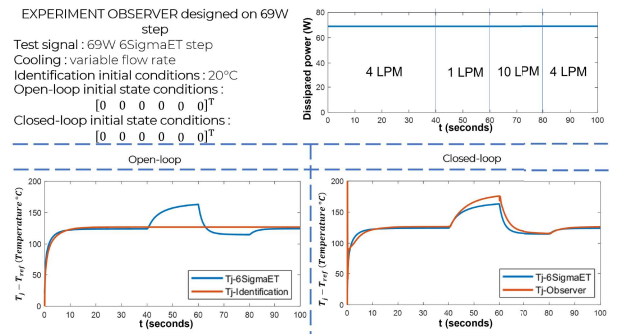 EXPERIMENT OBSERVER designed on 69W
step
Test signal : 69W 6SigmaET step
Cooling : variable flow rate
Identification initial conditions : 20°C
Open-loop initial state conditions :
[0 0 0 0 0 0]ᵀ
Closed-loop initial state conditions :
[0 0 0 0 0 0]ᵀ
Dissipated power (W)
80
60
40
20
0
4 LPM
1 LPM
10 LPM
4 LPM
0 10 20 30 40 50 60 70 80 90 100
t (seconds)
Open-loop
Closed-loop
Tj − Tref (Temperature°C)
200
150
100
50
0
Tj-6SigmaET
Tj-Identification
0 10 20 30 40 50 60 70 80 90 100
t (seconds)
Tj − Tref (Temperature°C)
200
150
100
50
0
Tj-6SigmaET
Tj-Observer
0 10 20 30 40 50 60 70 80 90 100
t (seconds)